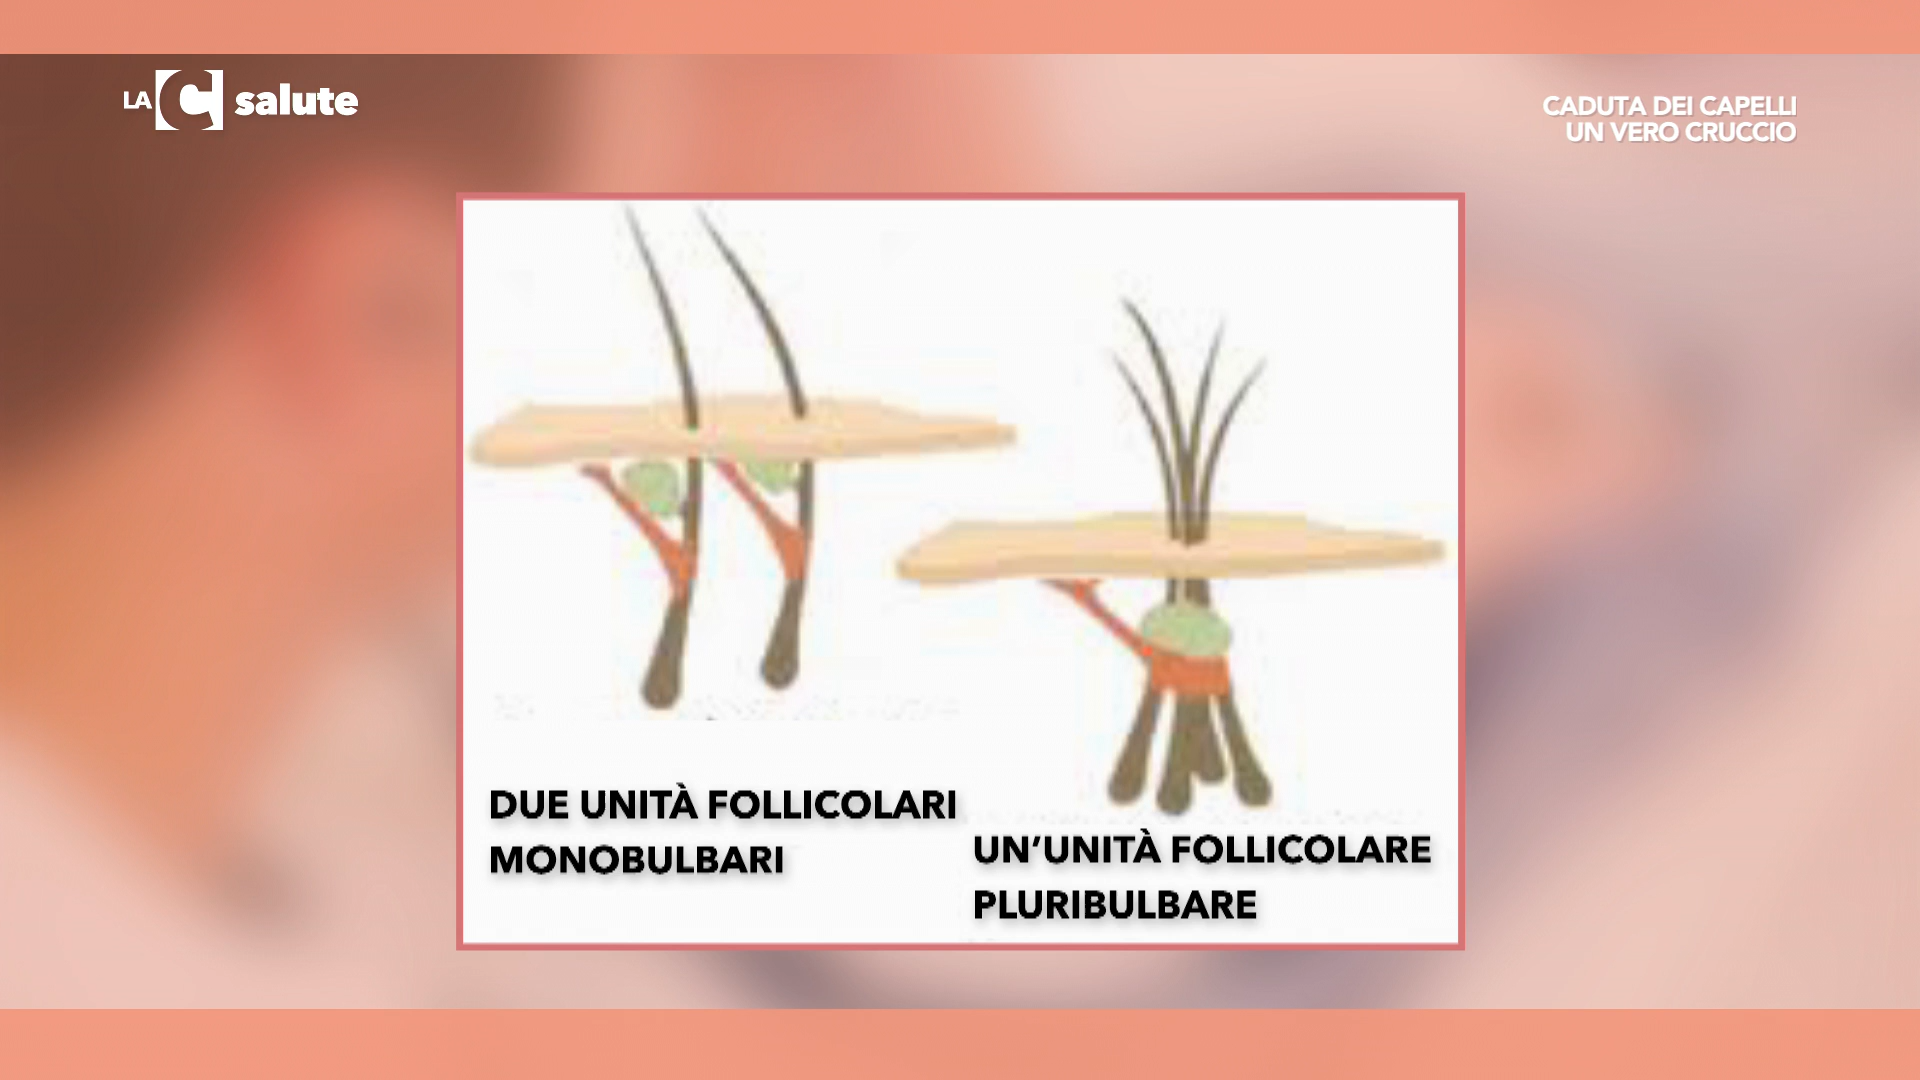 LA C salute
CADUTA DEI CAPELLI
UN VERO CRUCCIO
DUE UNITÀ FOLLICOLARI
MONOBULBARI
UN’UNITÀ FOLLICOLARE
PLURIBULBARE